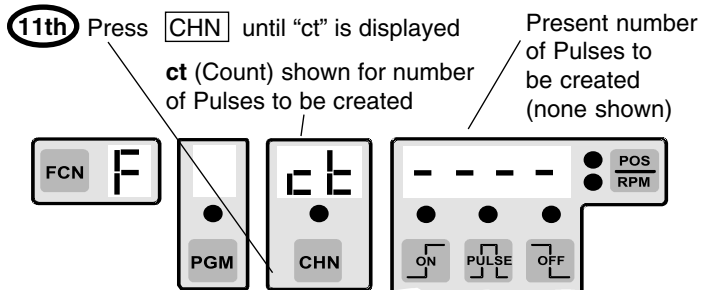 11th Press CHN until “ct” is displayed
ct (Count) shown for number
of Pulses to be created
Present number
of Pulses to
be created
(none shown)
FCN F
ct
- - - -
POS
RPM
PGM
CHN
ON
PULSE
OFF